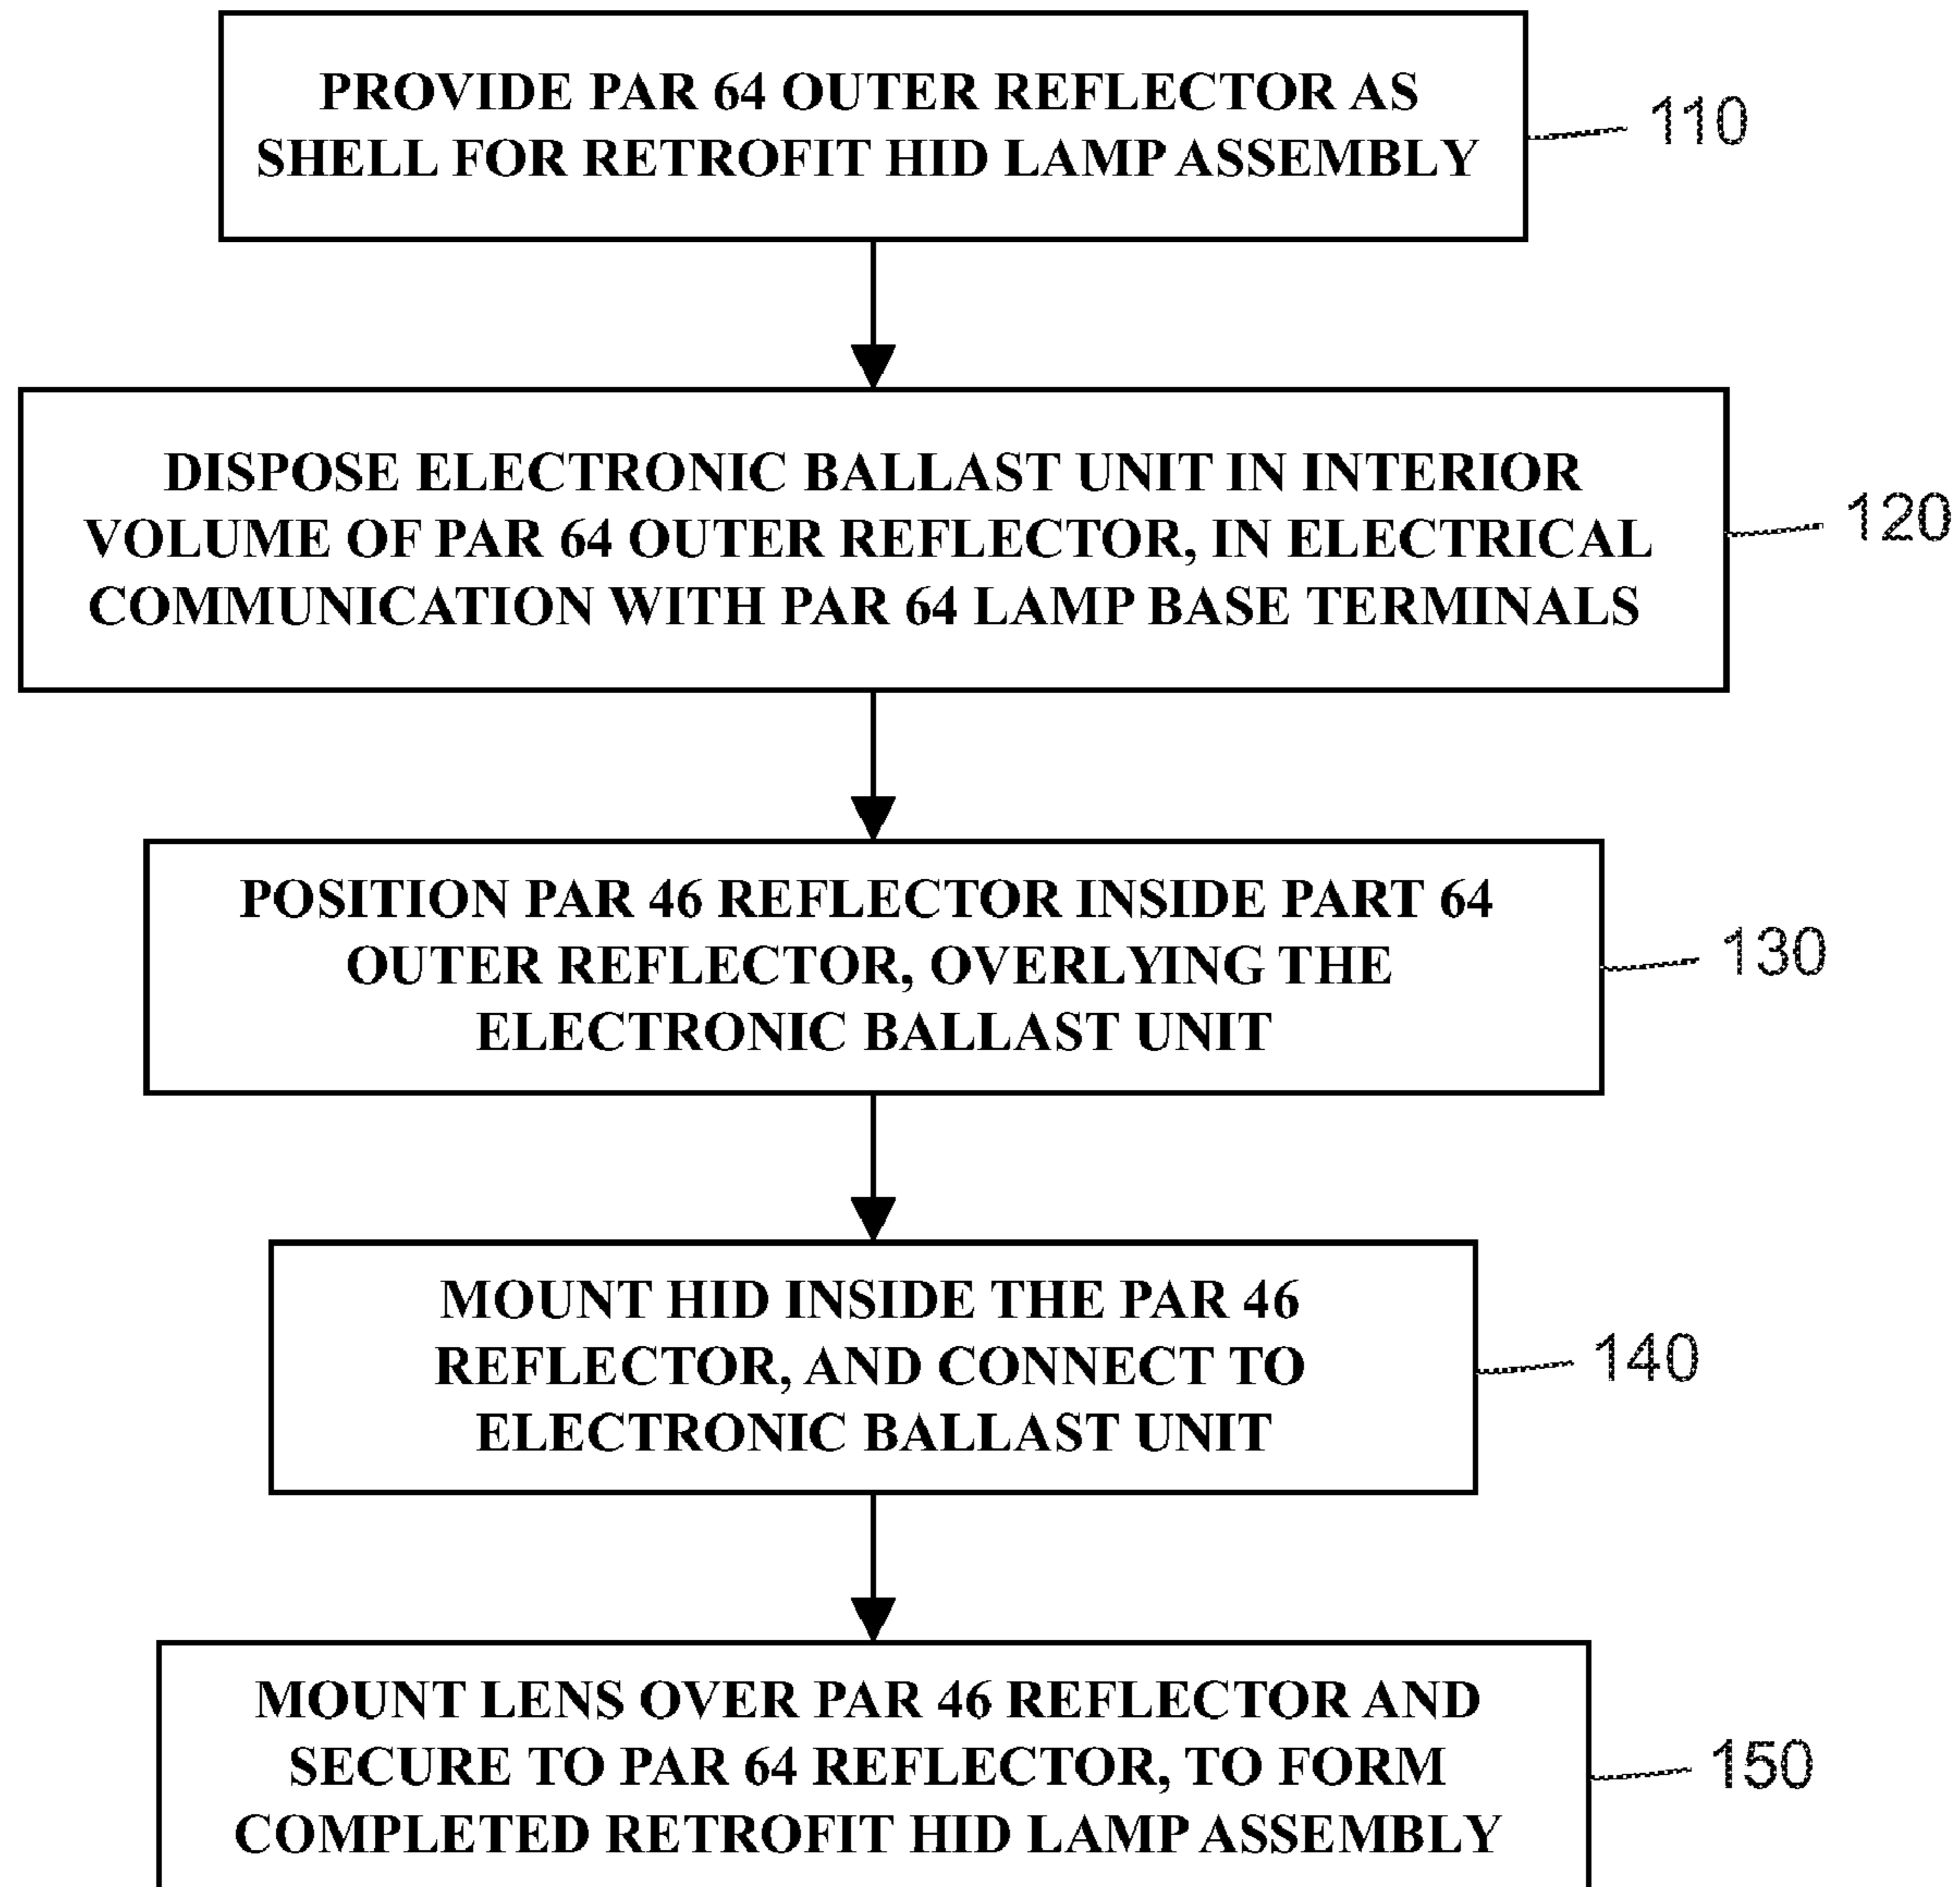 PROVIDE PAR 64 OUTER REFLECTOR AS
SHELL FOR RETROFIT HID LAMP ASSEMBLY
110
DISPOSE ELECTRONIC BALLAST UNIT IN INTERIOR
VOLUME OF PAR 64 OUTER REFLECTOR, IN ELECTRICAL
COMMUNICATION WITH PAR 64 LAMP BASE TERMINALS
120
POSITION PAR 46 REFLECTOR INSIDE PART 64
OUTER REFLECTOR, OVERLYING THE
ELECTRONIC BALLAST UNIT
130
MOUNT HID INSIDE THE PAR 46
REFLECTOR, AND CONNECT TO
ELECTRONIC BALLAST UNIT
140
MOUNT LENS OVER PAR 46 REFLECTOR AND
SECURE TO PAR 64 REFLECTOR, TO FORM
COMPLETED RETROFIT HID LAMP ASSEMBLY
150